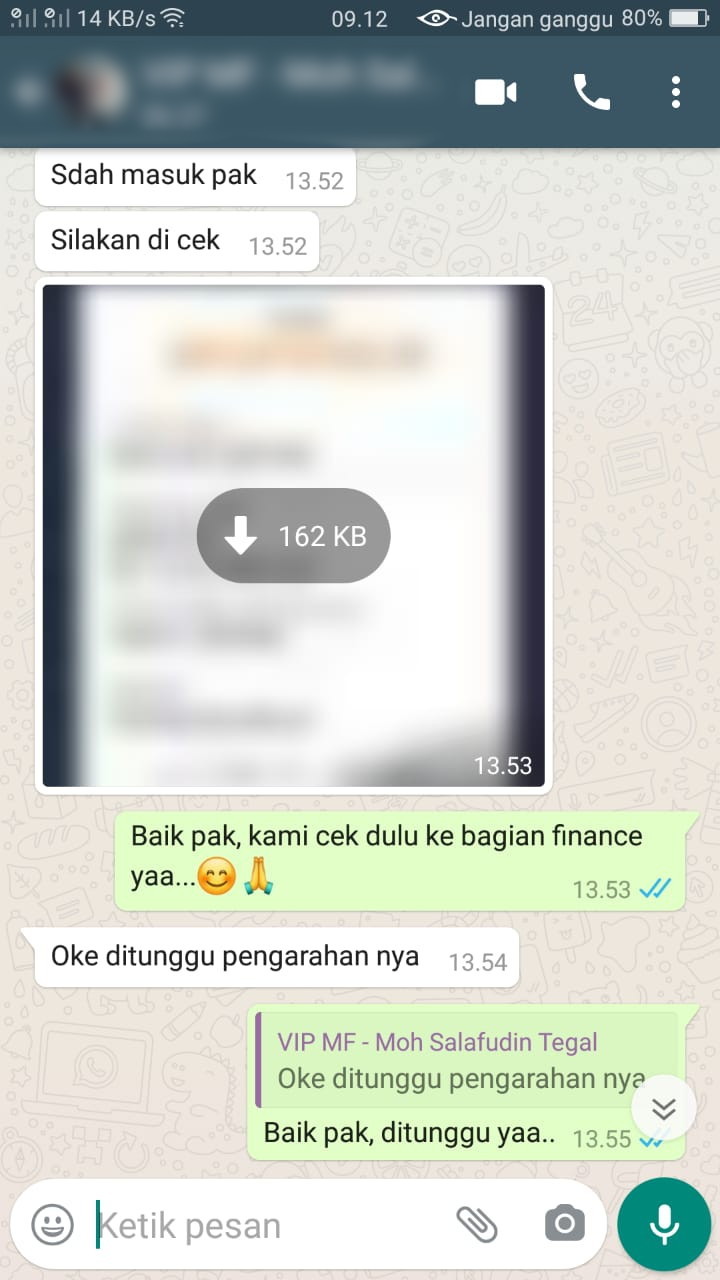 14 KB/s 09.12 Jangan ganggu 80%
Sdah masuk pak 13.52
Silakan di cek 13.52
162 KB
13.53
Baik pak, kami cek dulu ke bagian finance
yaa...😊🙏 13.53
Oke ditunggu pengarahan nya 13.54
VIP MF - Moh Salafudin Tegal
Oke ditunggu pengarahan nya
Baik pak, ditunggu yaa.. 13.55
Ketik pesan